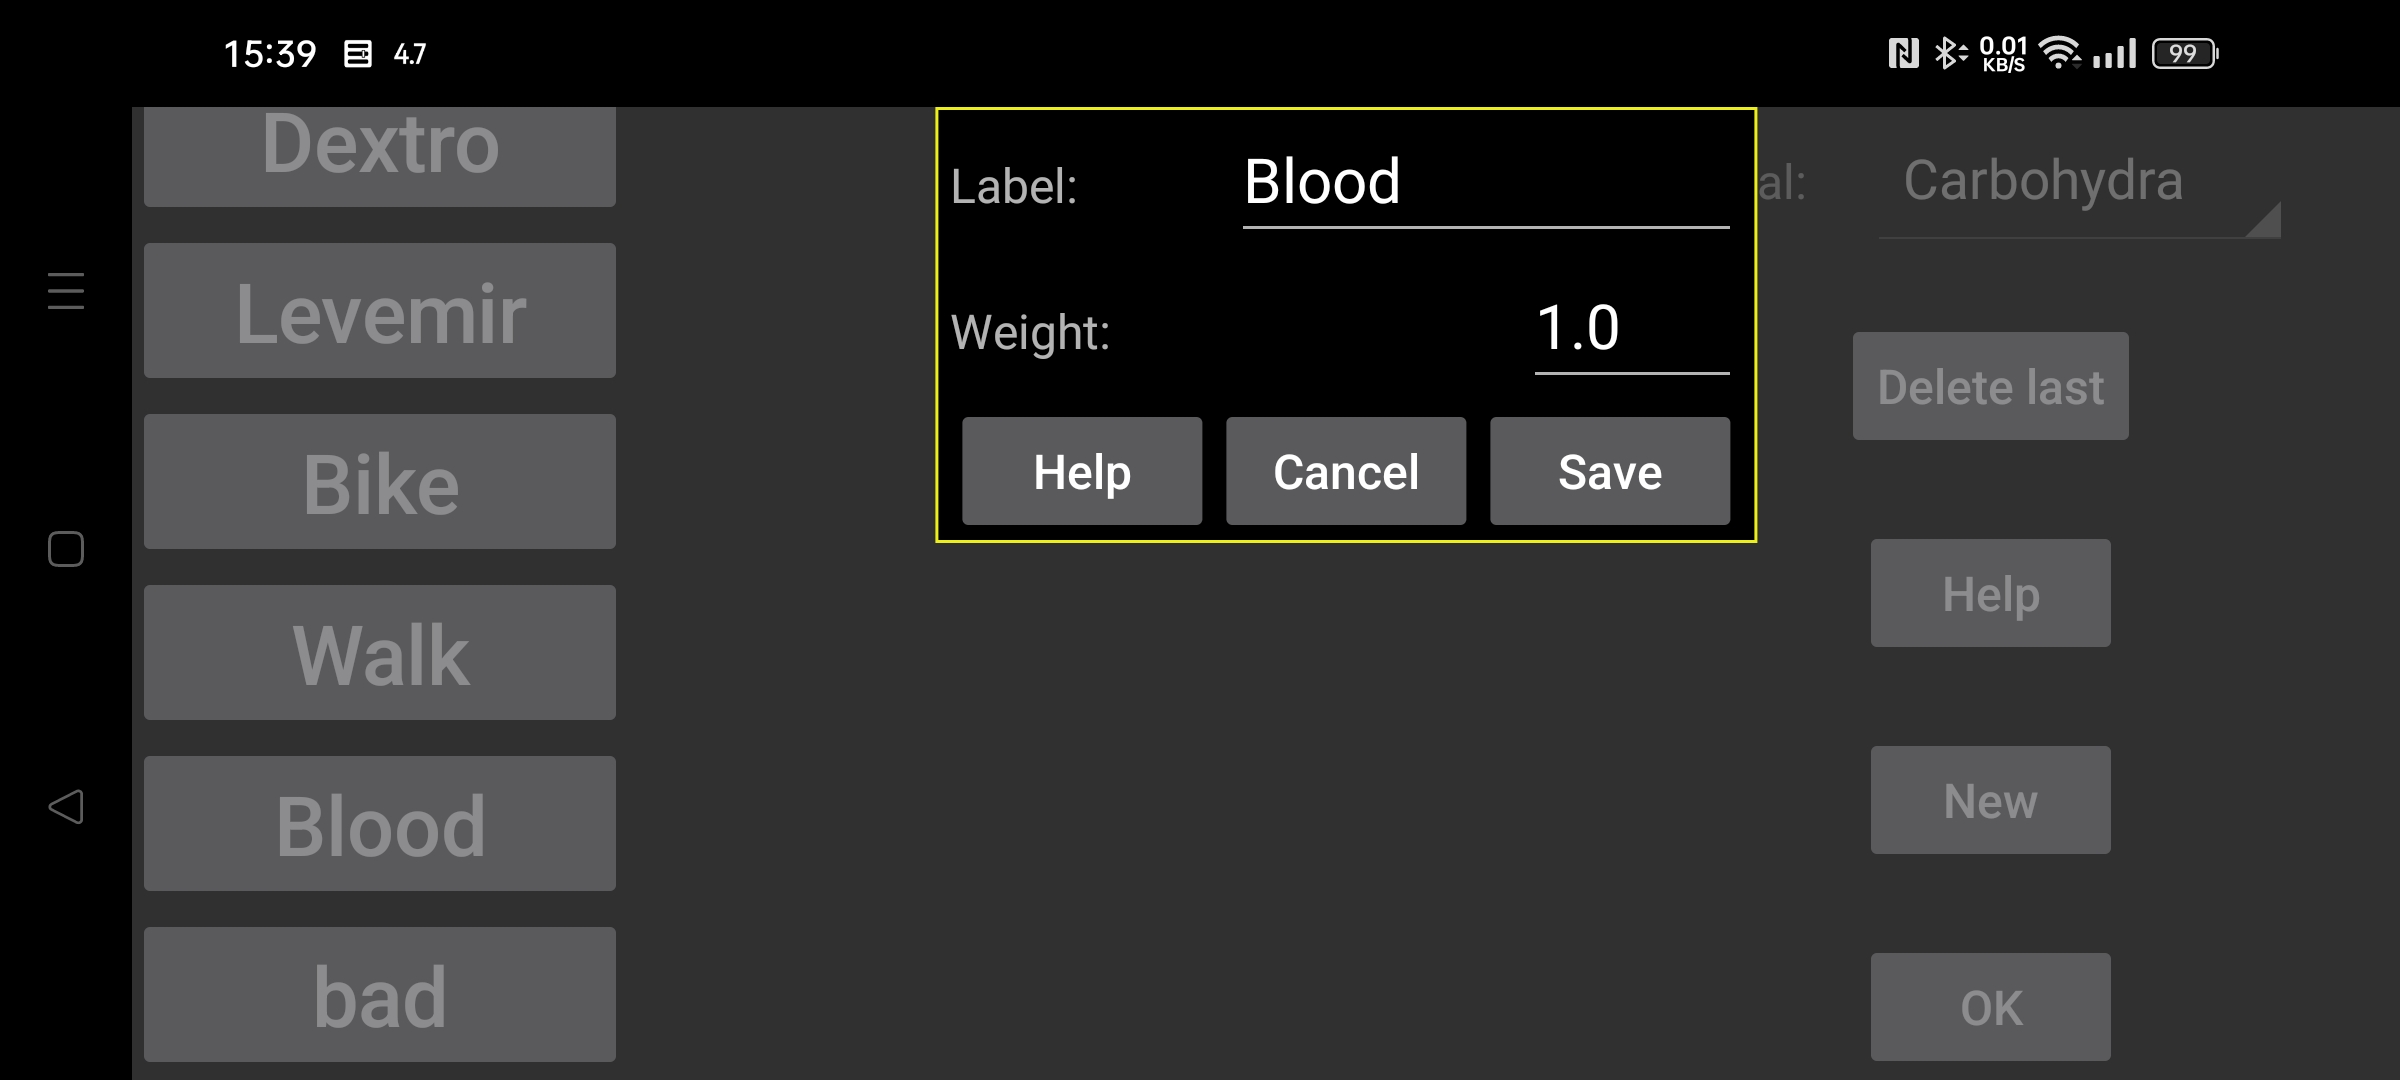 15:39 4.7
0.01
KB/S
99
Dextro
Levemir
Bike
Walk
Blood
bad
Label: Blood
Weight: 1.0
Help Cancel Save
al: Carbohydra
Delete last
Help
New
OK